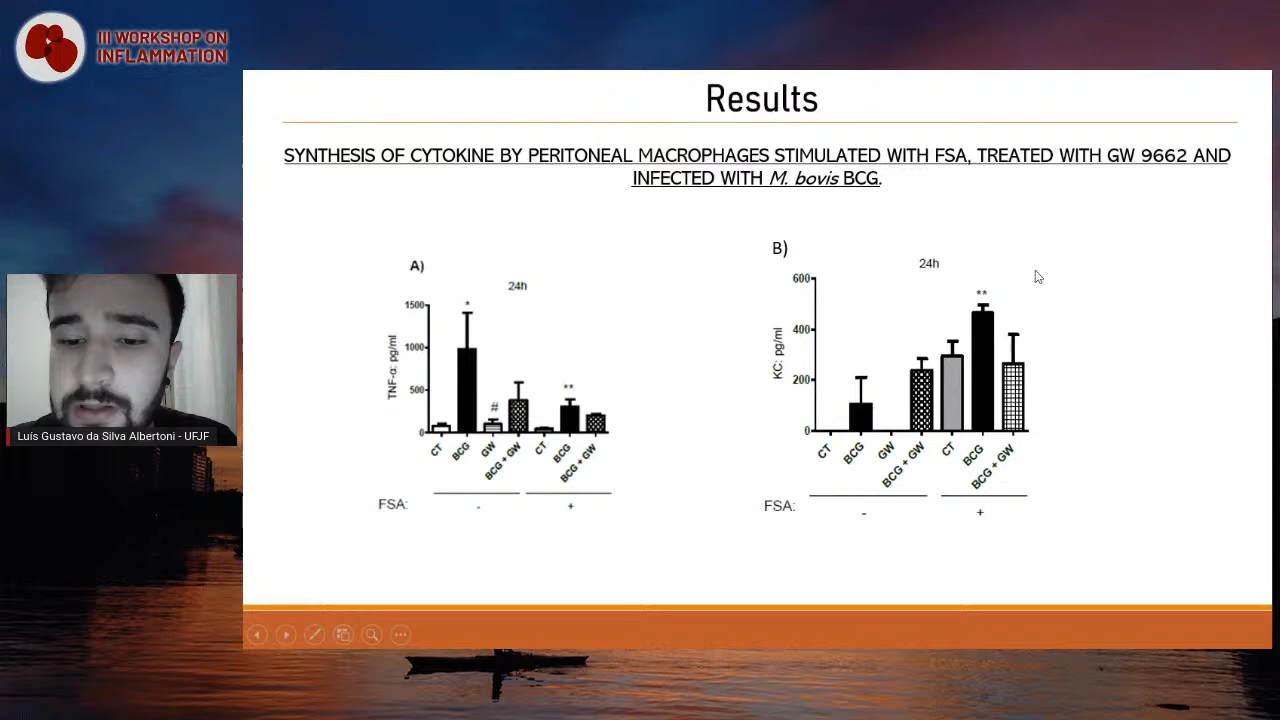 III WORKSHOP ON
INFLAMMATION
Results
SYNTHESIS OF CYTOKINE BY PERITONEAL MACROPHAGES STIMULATED WITH FSA, TREATED WITH GW 9662 AND
INFECTED WITH M. bovis BCG.
A)
24h
TNF-α: pg/ml
1500
1000
500
0
*
#
**
CT
BCG
GW
BCG + GW
CT
BCG
BCG + GW
FSA:
-
+
B)
24h
KC: pg/ml
600
400
200
0
**
CT
BCG
GW
BCG + GW
CT
BCG
BCG + GW
FSA:
-
+
Luís Gustavo da Silva Albertoni - UFJF